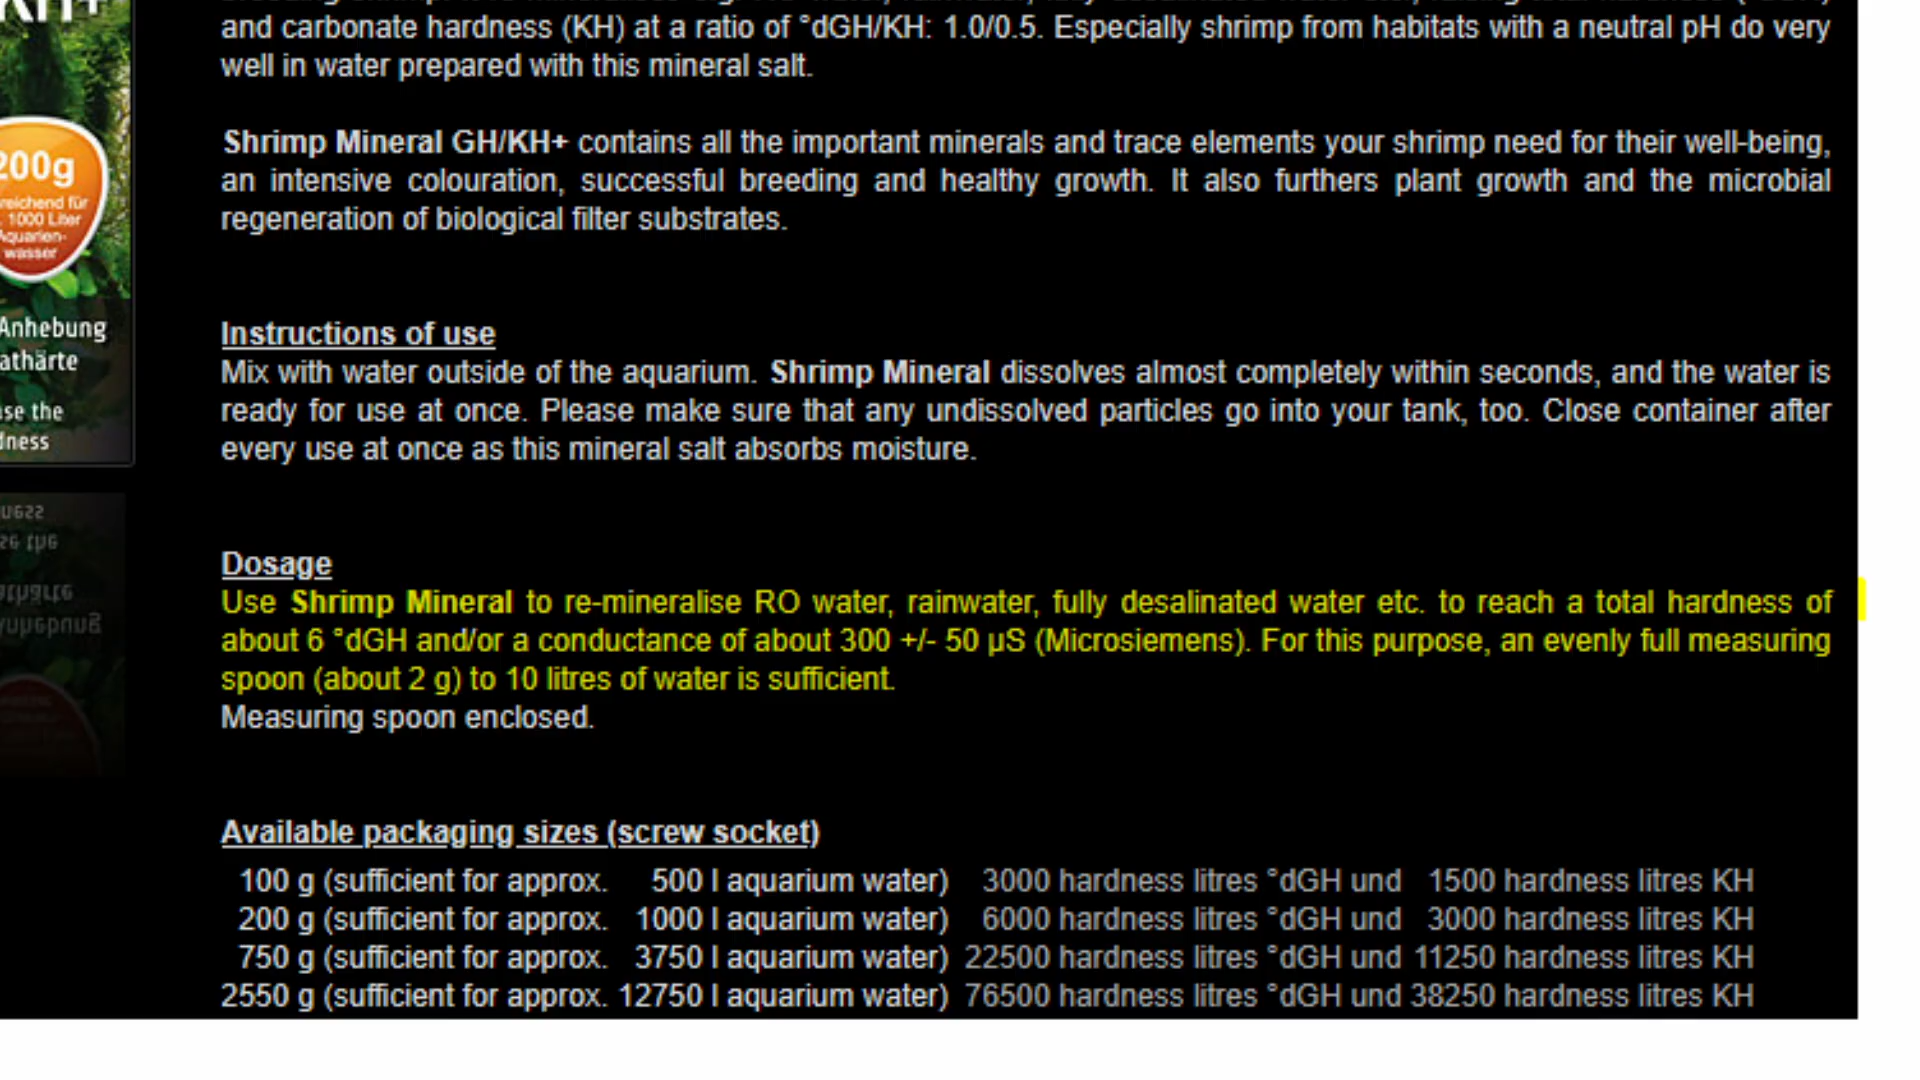 KH+
200g
reichend für
1000 Liter
Aquarien-
wasser
Anhebung
athärte
se the
dness
and carbonate hardness (KH) at a ratio of °dGH/KH: 1.0/0.5. Especially shrimp from habitats with a neutral pH do very
well in water prepared with this mineral salt.
Shrimp Mineral GH/KH+ contains all the important minerals and trace elements your shrimp need for their well-being,
an intensive colouration, successful breeding and healthy growth. It also furthers plant growth and the microbial
regeneration of biological filter substrates.
Instructions of use
Mix with water outside of the aquarium. Shrimp Mineral dissolves almost completely within seconds, and the water is
ready for use at once. Please make sure that any undissolved particles go into your tank, too. Close container after
every use at once as this mineral salt absorbs moisture.
Dosage
Use Shrimp Mineral to re-mineralise RO water, rainwater, fully desalinated water etc. to reach a total hardness of
about 6 °dGH and/or a conductance of about 300 +/- 50 µS (Microsiemens). For this purpose, an evenly full measuring
spoon (about 2 g) to 10 litres of water is sufficient.
Measuring spoon enclosed.
Available packaging sizes (screw socket)
100 g (sufficient for approx. 500 l aquarium water) 3000 hardness litres °dGH und 1500 hardness litres KH
200 g (sufficient for approx. 1000 l aquarium water) 6000 hardness litres °dGH und 3000 hardness litres KH
750 g (sufficient for approx. 3750 l aquarium water) 22500 hardness litres °dGH und 11250 hardness litres KH
2550 g (sufficient for approx. 12750 l aquarium water) 76500 hardness litres °dGH und 38250 hardness litres KH